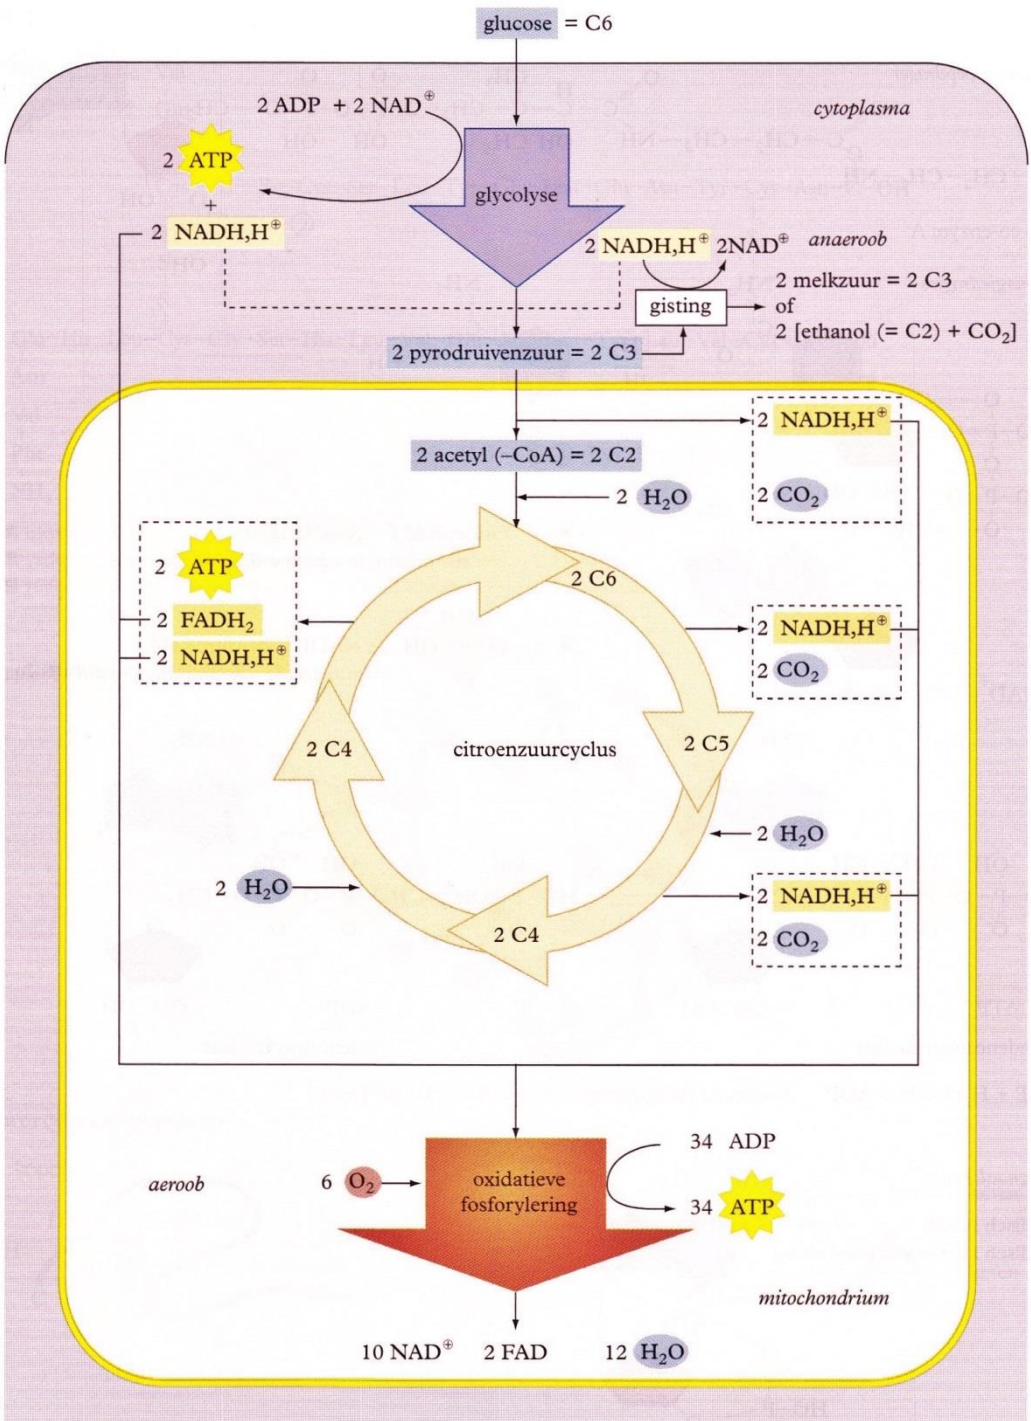 glucose = C6
cytoplasma
2 ADP + 2 NAD⊕
2 ATP
+
2 NADH,H⊕
glycolyse
2 NADH,H⊕ 2NAD⊕
anaeroob
gisting
2 melkzuur = 2 C3
of
2 [ethanol (= C2) + CO₂]
2 pyrodruivenzuur = 2 C3
2 NADH,H⊕
2 CO₂
2 acetyl (–CoA) = 2 C2
2 H₂O
2 ATP
2 FADH₂
2 NADH,H⊕
2 C6
2 NADH,H⊕
2 CO₂
2 C4
citroenzuurcyclus
2 C5
2 H₂O
2 H₂O
2 C4
2 NADH,H⊕
2 CO₂
aeroob
6 O₂
oxidatieve
fosforylering
34 ADP
34 ATP
mitochondrium
10 NAD⊕ 2 FAD 12 H₂O